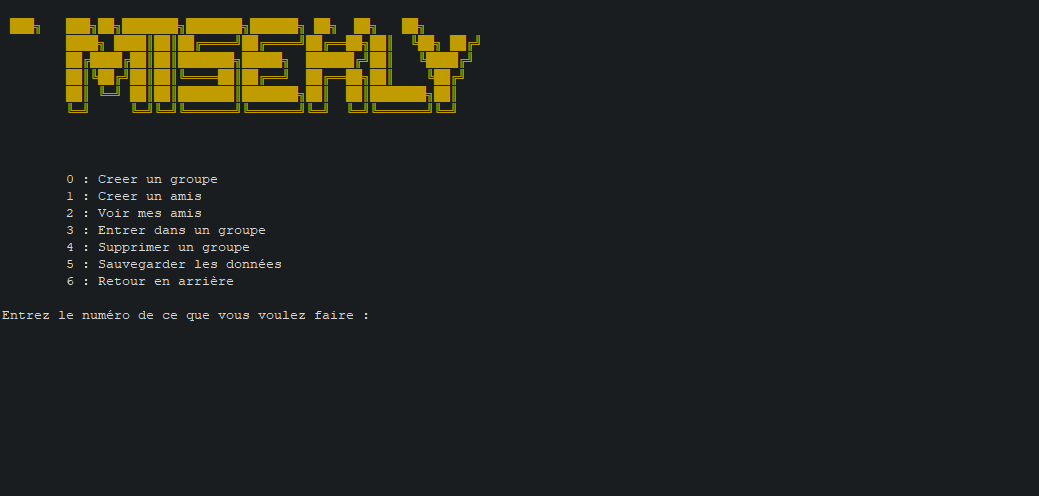 MISERLY
0 : Creer un groupe
1 : Creer un amis
2 : Voir mes amis
3 : Entrer dans un groupe
4 : Supprimer un groupe
5 : Sauvegarder les données
6 : Retour en arrière
Entrez le numéro de ce que vous voulez faire :